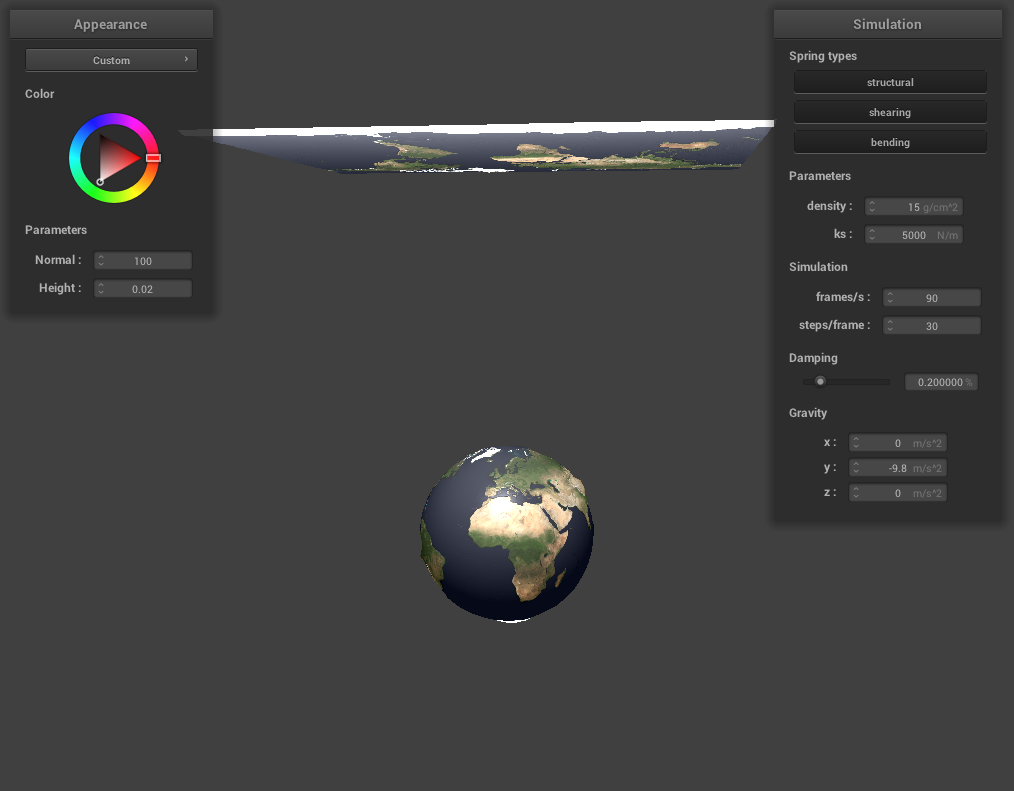 Appearance
Custom
Color
Parameters
Normal : 100
Height : 0.02
Simulation
Spring types
structural
shearing
bending
Parameters
density : 15 g/cm^2
ks : 5000 N/m
Simulation
frames/s : 90
steps/frame : 30
Damping
0.200000 %
Gravity
x : 0 m/s^2
y : -9.8 m/s^2
z : 0 m/s^2